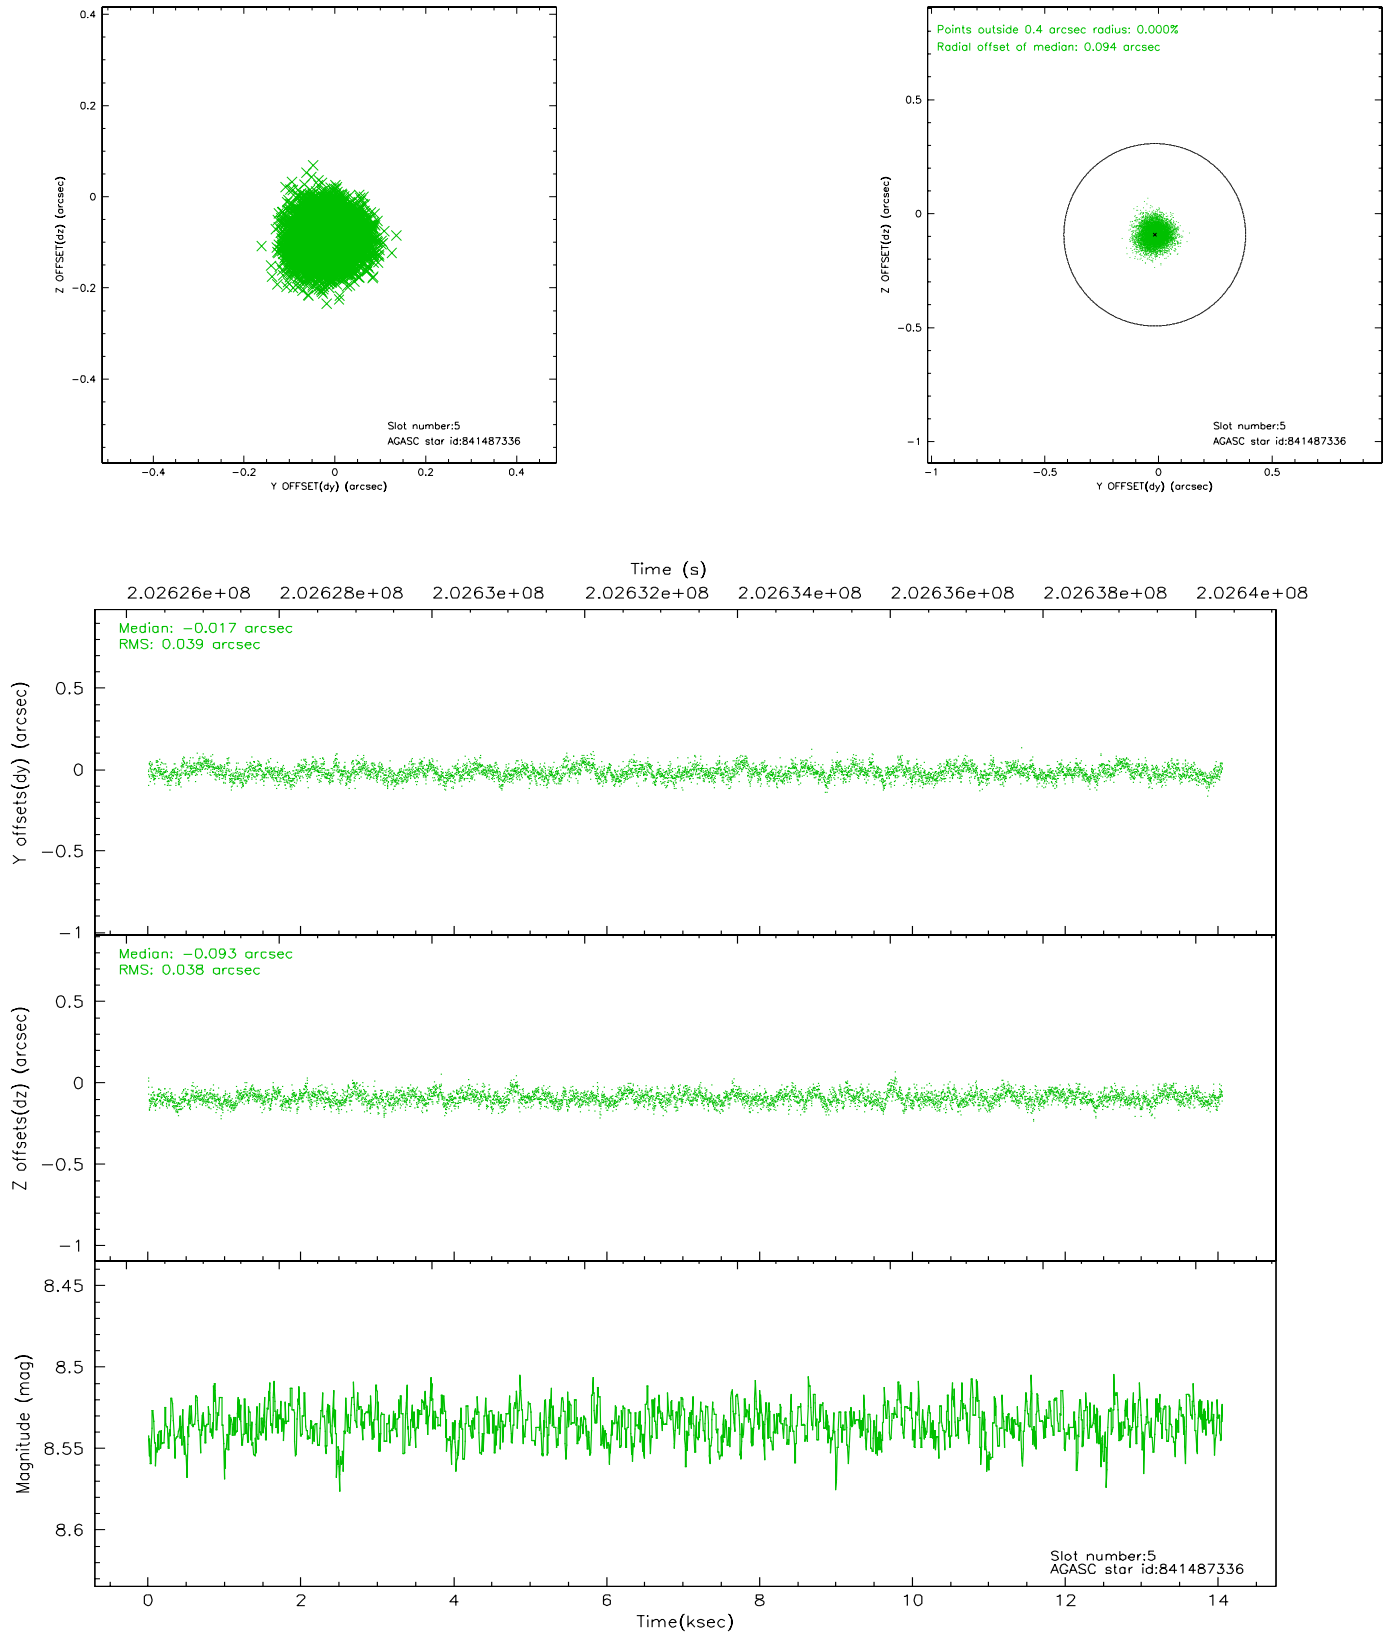 0.4
0.2
0
-0.2
-0.4
Z OFFSET(dz) (arcsec)
Slot number:5
AGASC star id:841487336
-0.4 -0.2 0 0.2 0.4
Y OFFSET(dy) (arcsec)
Points outside 0.4 arcsec radius: 0.000%
Radial offset of median: 0.094 arcsec
0.5
0
-0.5
-1
Z OFFSET(dz) (arcsec)
Slot number:5
AGASC star id:841487336
-1 -0.5 0 0.5
Y OFFSET(dy) (arcsec)
Time (s)
2.02626e+08 2.02628e+08 2.0263e+08 2.02632e+08 2.02634e+08 2.02636e+08 2.02638e+08 2.0264e+08
Median: -0.017 arcsec
RMS: 0.039 arcsec
0.5
0
-0.5
-1
Y offsets(dy) (arcsec)
Median: -0.093 arcsec
RMS: 0.038 arcsec
0.5
0
-0.5
-1
Z offsets(dz) (arcsec)
8.45
8.5
8.55
8.6
Magnitude (mag)
Slot number:5
AGASC star id:841487336
0 2 4 6 8 10 12 14
Time(ksec)